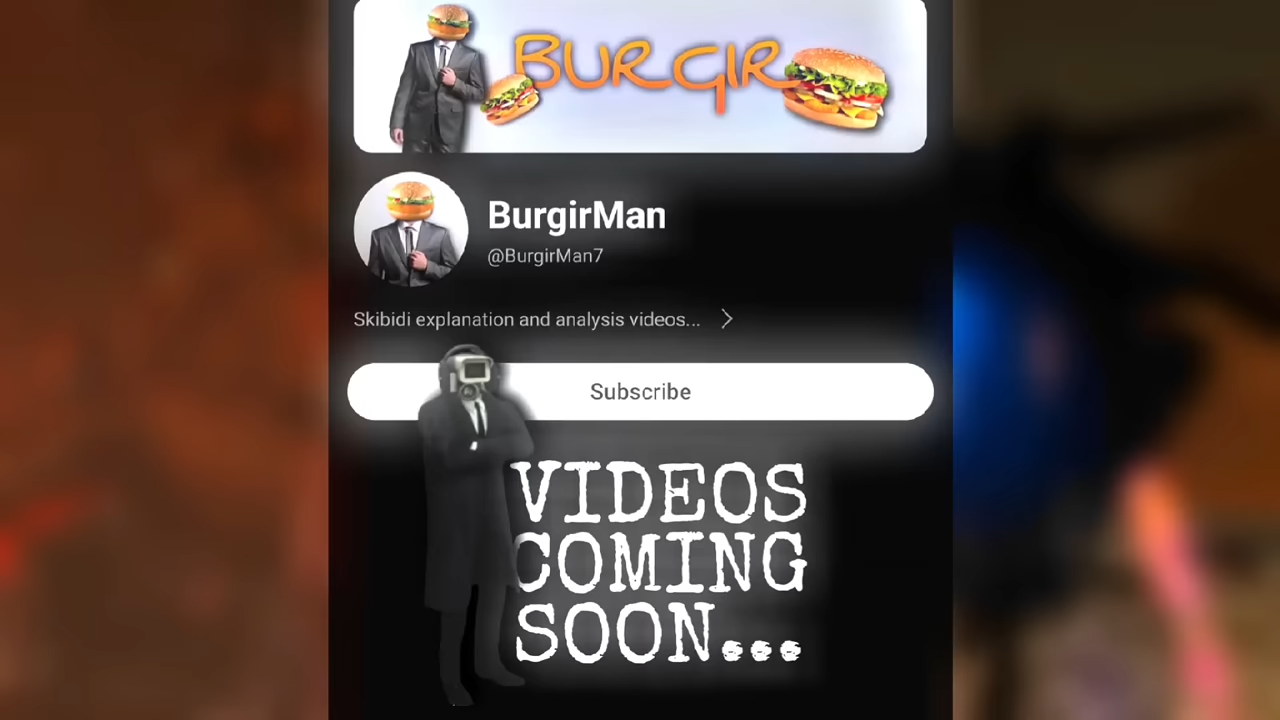 BURGIR
BurgirMan
@BurgirMan7
Skibidi explanation and analysis videos...
Subscribe
VIDEOS
COMING
SOON...